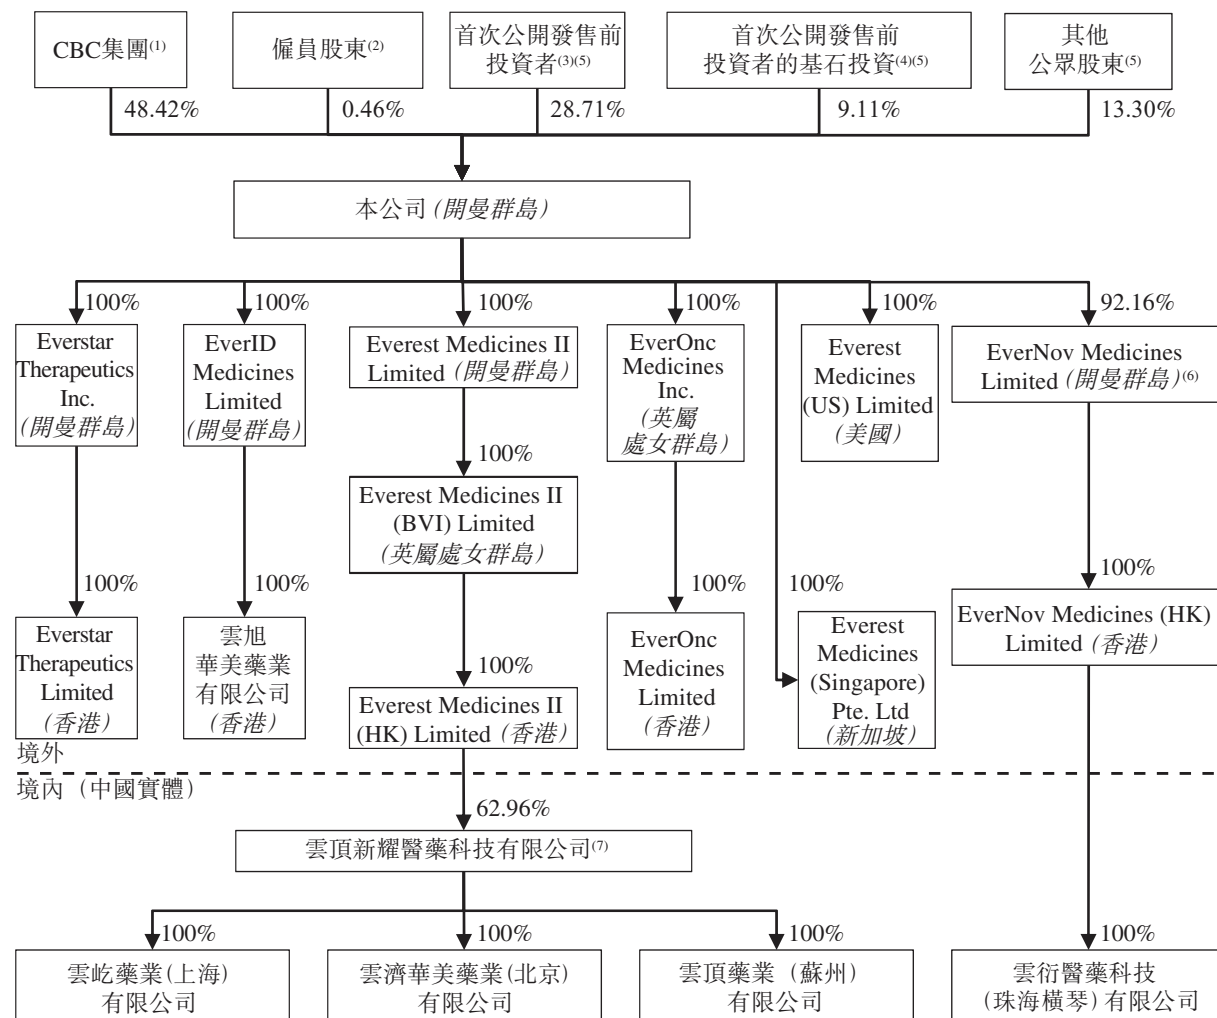 CBC集團(1)
僱員股東(2)
首次公開發售前
投資者(3)(5)
首次公開發售前
投資者的基石投資(4)(5)
其他
公眾股東(5)
48.42%
0.46%
28.71%
9.11%
13.30%
本公司(開曼群島)
100%
100%
100%
100%
100%
92.16%
Everstar
Therapeutics
Inc.
(開曼群島)
EverID
Medicines
Limited
(開曼群島)
Everest Medicines II
Limited (開曼群島)
EverOnc
Medicines
Inc.
(英屬
處女群島)
Everest
Medicines
(US) Limited
(美國)
EverNov Medicines
Limited (開曼群島)(6)
100%
Everest Medicines II
(BVI) Limited
(英屬處女群島)
100%
100%
100%
100%
100%
100%
Everstar
Therapeutics
Limited
(香港)
雲旭
華美藥業
有限公司
(香港)
Everest Medicines II
(HK) Limited (香港)
EverOnc
Medicines
Limited
(香港)
Everest
Medicines
(Singapore)
Pte. Ltd
(新加坡)
EverNov Medicines (HK)
Limited (香港)
境外
境內（中國實體）
62.96%
雲頂新耀醫藥科技有限公司(7)
100%
100%
100%
100%
雲屹藥業(上海)
有限公司
雲濟華美藥業(北京)
有限公司
雲頂藥業（蘇州）
有限公司
雲衍醫藥科技
(珠海橫琴)有限公司